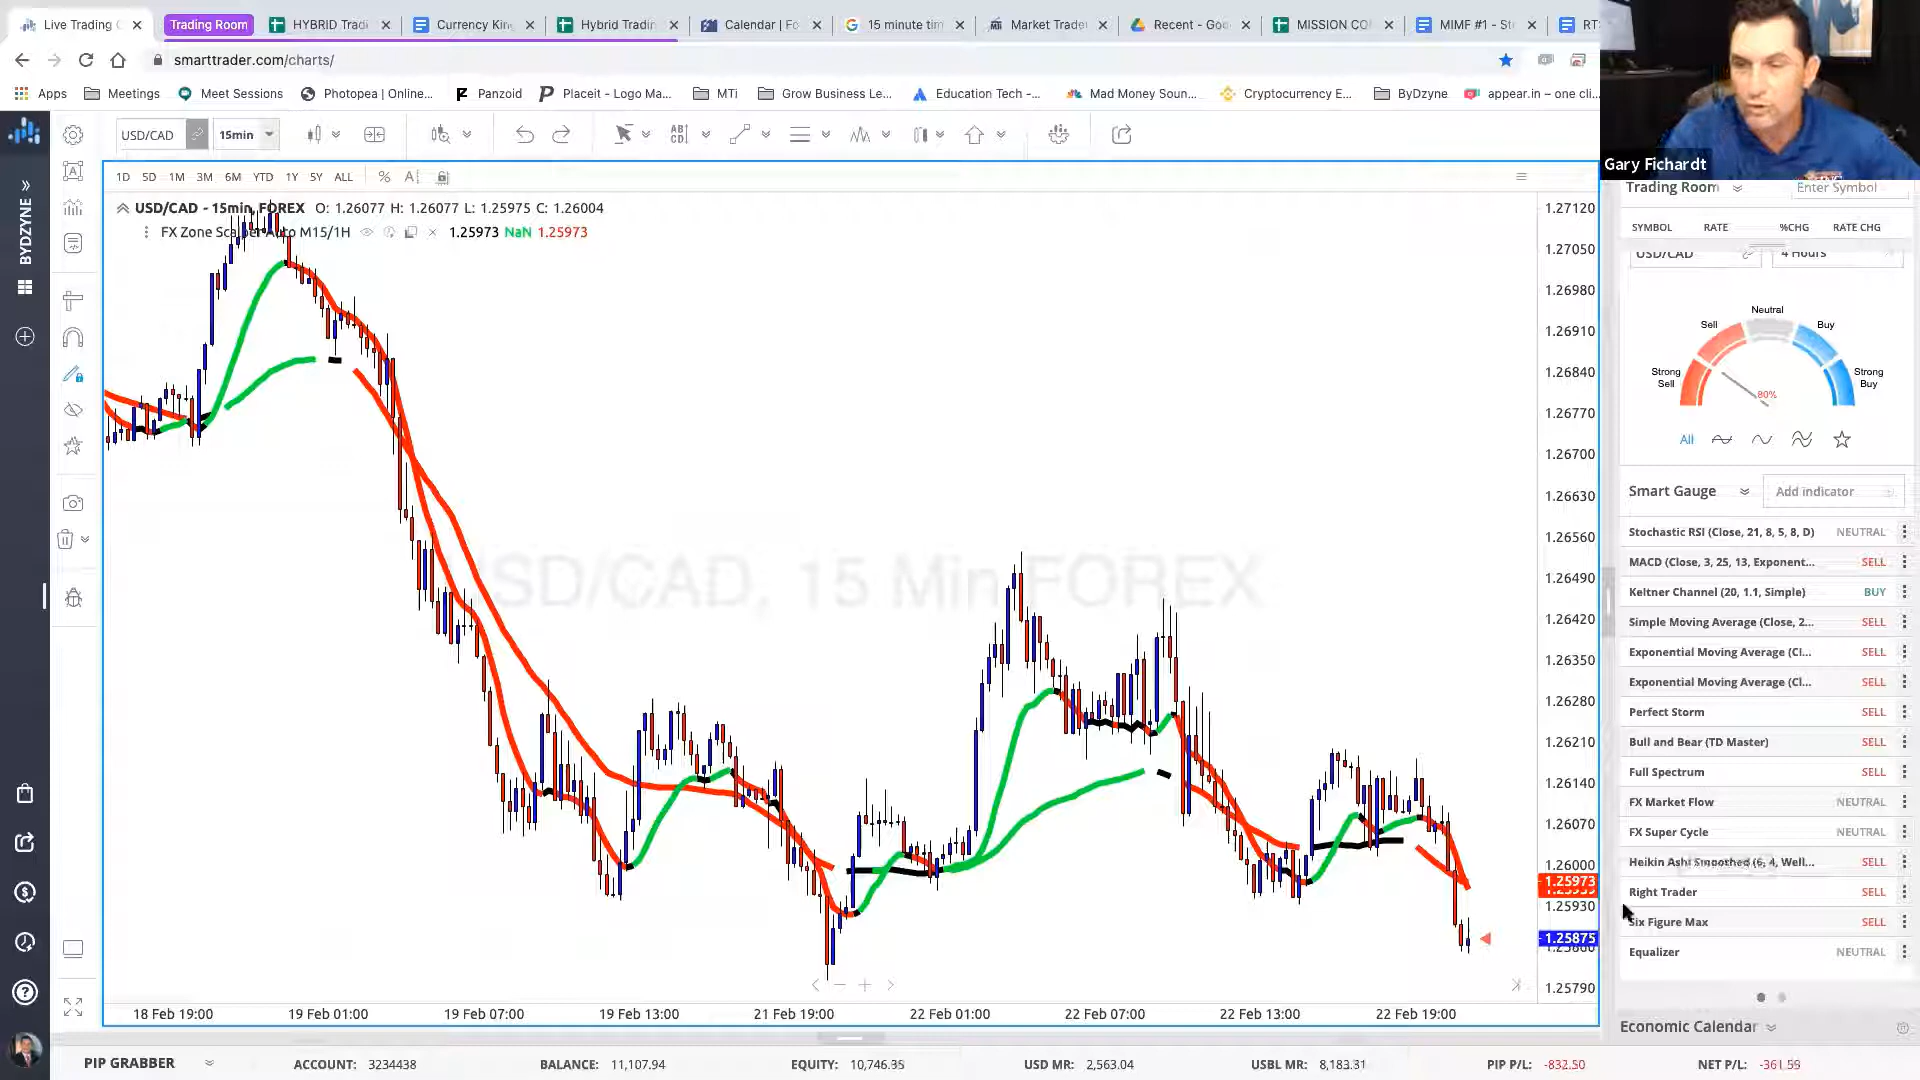 Live Trading C
Trading Room
HYBRID Tradi
Currency Kin
Hybrid Tradin
Calendar | Fo
15 minute tim
Market Trade
Recent - Goo
MISSION CO
MIMF #1 - St
RTS
smarttrader.com/charts/
Apps
Meetings
Meet Sessions
Photopea | Online...
Panzoid
Placeit - Logo Ma...
MTi
Grow Business Le...
Education Tech -...
Mad Money Soun...
Cryptocurrency E...
ByDzyne
appear.in – one cli...
Gary Fichardt
USD/CAD
15min
1D 5D 1M 3M 6M YTD 1Y 5Y ALL
USD/CAD - 15min, FOREX O: 1.26077 H: 1.26077 L: 1.25975 C: 1.26004
FX Zone Scalper Auto M15/1H 1.25973 NaN 1.25973
BYDZYNE
USD/CAD, 15 Min FOREX
1.27120
1.27050
1.26980
1.26910
1.26840
1.26770
1.26700
1.26630
1.26560
1.26490
1.26420
1.26350
1.26280
1.26210
1.26140
1.26070
1.26000
1.25973
1.25930
1.25875
1.25790
18 Feb 19:00
19 Feb 01:00
19 Feb 07:00
19 Feb 13:00
21 Feb 19:00
22 Feb 01:00
22 Feb 07:00
22 Feb 13:00
22 Feb 19:00
Trading Room
Enter Symbol
SYMBOL RATE %CHG RATE CHG
USD/CAD
4 Hours
Neutral
Sell
Buy
Strong Sell
Strong Buy
80%
All
Smart Gauge
Add indicator
Stochastic RSI (Close, 21, 8, 5, 8, D) NEUTRAL
MACD (Close, 3, 25, 13, Exponent... SELL
Keltner Channel (20, 1.1, Simple) BUY
Simple Moving Average (Close, 2... SELL
Exponential Moving Average (Cl... SELL
Exponential Moving Average (Cl... SELL
Perfect Storm SELL
Bull and Bear (TD Master) SELL
Full Spectrum SELL
FX Market Flow NEUTRAL
FX Super Cycle NEUTRAL
Heikin Ashi Smoothed (6, 4, Well... SELL
Right Trader SELL
Six Figure Max SELL
Equalizer NEUTRAL
Economic Calendar
PIP GRABBER
ACCOUNT: 3234438
BALANCE: 11,107.94
EQUITY: 10,746.35
USD MR: 2,563.04
USBL MR: 8,183.31
PIP P/L: -832.50
NET P/L: -361.59